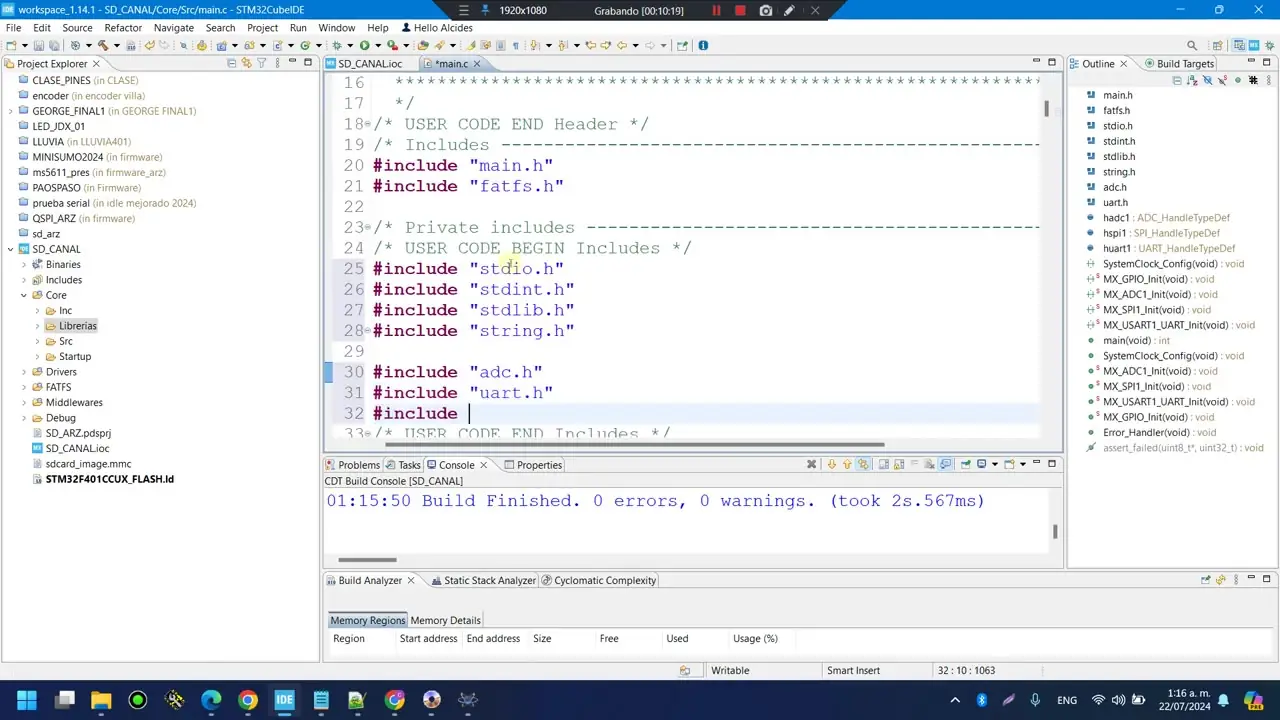 workspace_1.14.1 - SD_CANAL/Core/Src/main.c - STM32CubeIDE
1920x1080
Grabando [00:10:19]
File Edit Source Refactor Navigate Search Project Run Window Help Hello Alcides
Project Explorer
CLASE_PINES (in CLASE)
encoder (in encoder villa)
GEORGE_FINAL1 (in GEORGE FINAL1)
LED_JDX_01
LLUVIA (in LLUVIA401)
MINISUMO2024 (in firmware)
ms5611_pres (in firmware_arz)
PAOSPASO (in Firmware)
prueba serial (in idle mejorado 2024)
QSPI_ARZ (in firmware)
sd_arz
SD_CANAL
Binaries
Includes
Core
Inc
Librerias
Src
Startup
Drivers
FATFS
Middlewares
Debug
SD_ARZ.pdsprj
SD_CANAL.ioc
sdcard_image.mmc
STM32F401CCUX_FLASH.ld
SD_CANAL.ioc *main.c
16 *************************************************************
17 */
18 /* USER CODE END Header */
19 /* Includes ---------------------------------------------------
20 #include "main.h"
21 #include "fatfs.h"
22
23 /* Private includes -------------------------------------------
24 /* USER CODE BEGIN Includes */
25 #include "stdio.h"
26 #include "stdint.h"
27 #include "stdlib.h"
28 #include "string.h"
29
30 #include "adc.h"
31 #include "uart.h"
32 #include
33 /* USER CODE END Includes */
Problems Tasks Console Properties
CDT Build Console [SD_CANAL]
01:15:50 Build Finished. 0 errors, 0 warnings. (took 2s.567ms)
Build Analyzer Static Stack Analyzer Cyclomatic Complexity
Memory Regions Memory Details
Region Start address End address Size Free Used Usage (%)
Outline Build Targets
main.h
fatfs.h
stdio.h
stdint.h
stdlib.h
string.h
adc.h
uart.h
hadc1 : ADC_HandleTypeDef
hspi1 : SPI_HandleTypeDef
huart1 : UART_HandleTypeDef
SystemClock_Config(void) : void
MX_GPIO_Init(void) : void
MX_ADC1_Init(void) : void
MX_SPI1_Init(void) : void
MX_USART1_UART_Init(void) : void
main(void) : int
SystemClock_Config(void) : void
MX_ADC1_Init(void) : void
MX_SPI1_Init(void) : void
MX_USART1_UART_Init(void) : void
MX_GPIO_Init(void) : void
Error_Handler(void) : void
assert_failed(uint8_t*, uint32_t) : void
Writable Smart Insert 32 : 10 : 1063
IDE
ENG
1:16 a. m.
22/07/2024